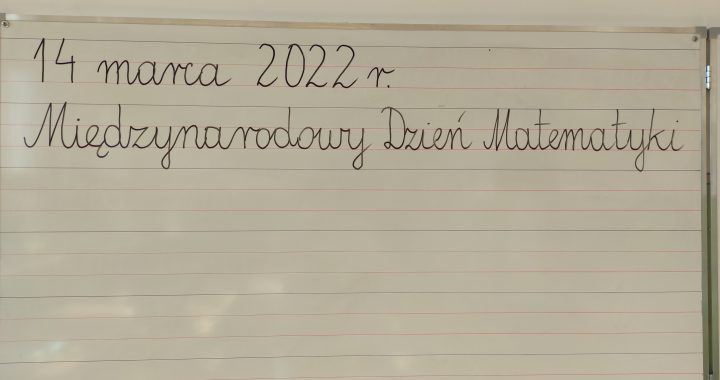 14 marca 2022 r.
Międzynarodowy Dzień Matematyki